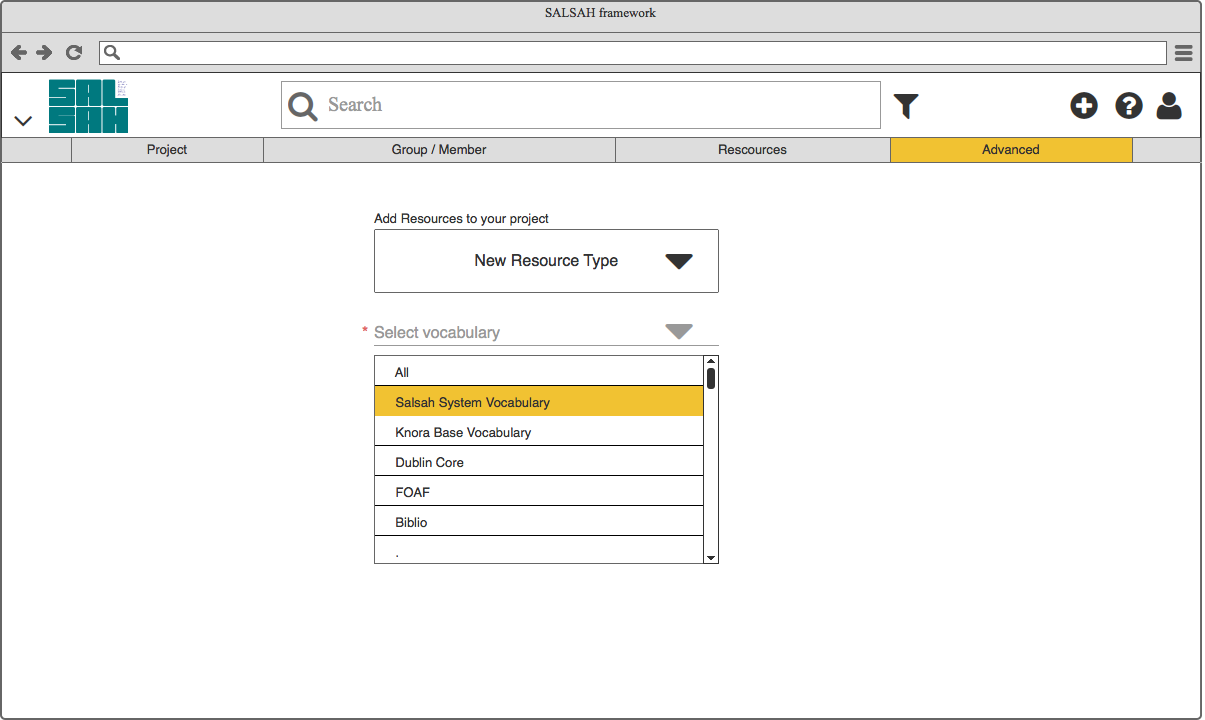 SALSAH framework
SAL
SAH
Search
Project
Group / Member
Rescources
Advanced
Add Resources to your project
New Resource Type
* Select vocabulary
All
Salsah System Vocabulary
Knora Base Vocabulary
Dublin Core
FOAF
Biblio
.